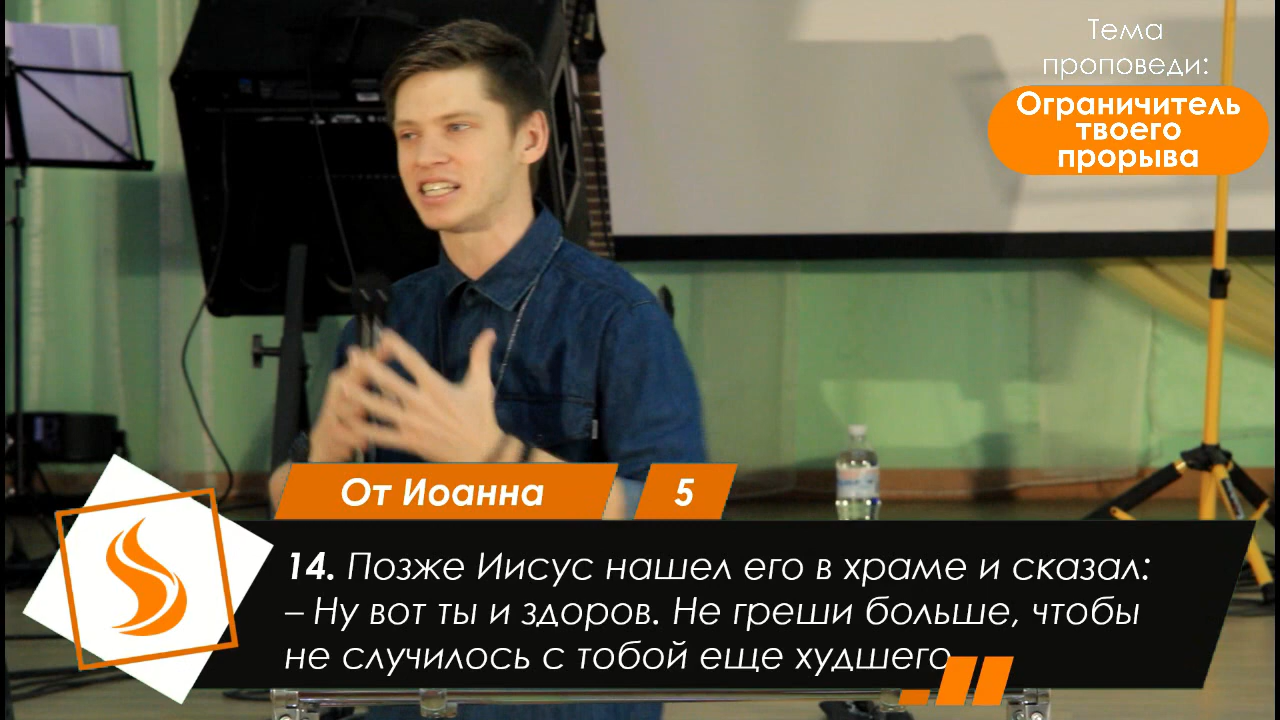 Тема
проповеди:
Ограничитель
твоего
прорыва
От Иоанна 5
14. Позже Иисус нашел его в храме и сказал:
– Ну вот ты и здоров. Не греши больше, чтобы
не случилось с тобой еще худшего